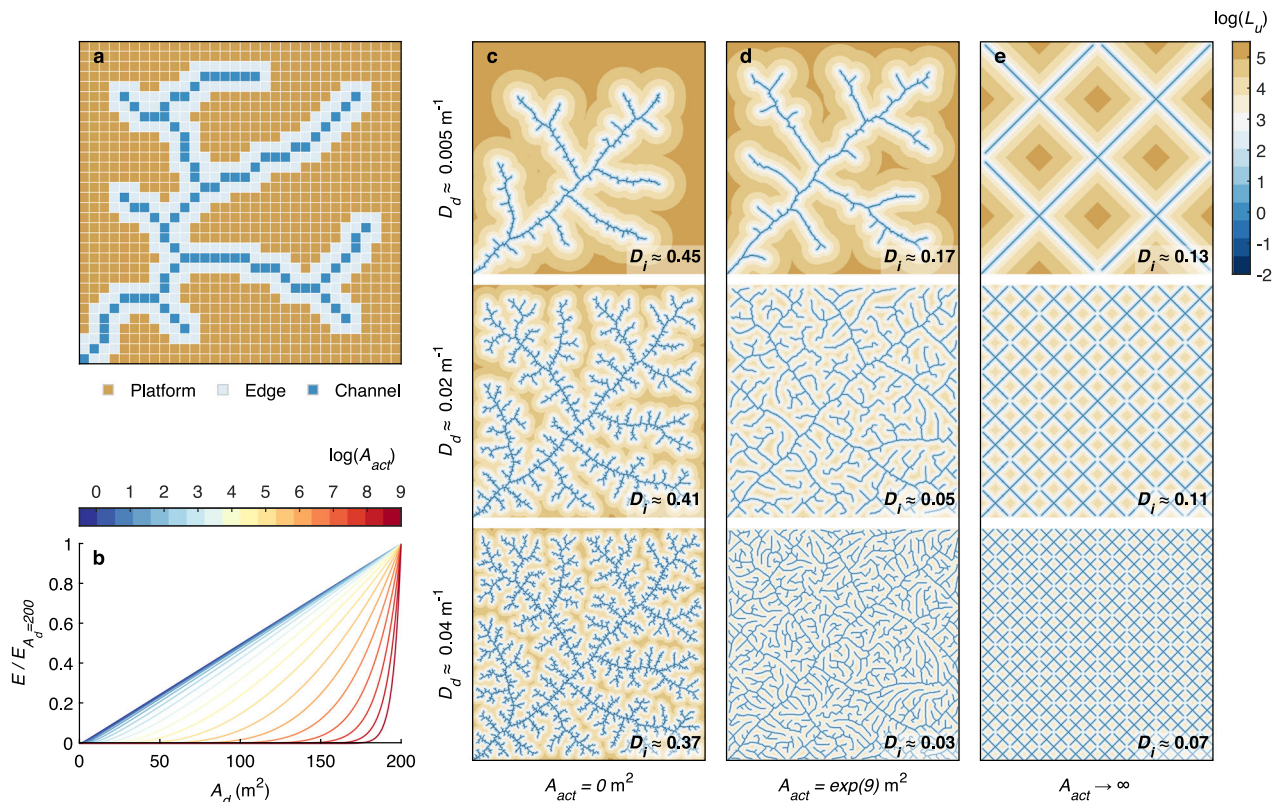 a
Platform Edge Channel
log(A_act)
0 1 2 3 4 5 6 7 8 9
b
1
0.8
0.6
0.4
0.2
0
E / E_A_d=200
0 50 100 150 200
A_d (m²)
c d e
D_d ≈ 0.005 m⁻¹
D_i ≈ 0.45 D_i ≈ 0.17 D_i ≈ 0.13
D_d ≈ 0.02 m⁻¹
D_i ≈ 0.41 D_i ≈ 0.05 D_i ≈ 0.11
D_d ≈ 0.04 m⁻¹
D_i ≈ 0.37 D_i ≈ 0.03 D_i ≈ 0.07
A_act = 0 m² A_act = exp(9) m² A_act → ∞
log(L_u)
5
4
3
2
1
0
-1
-2